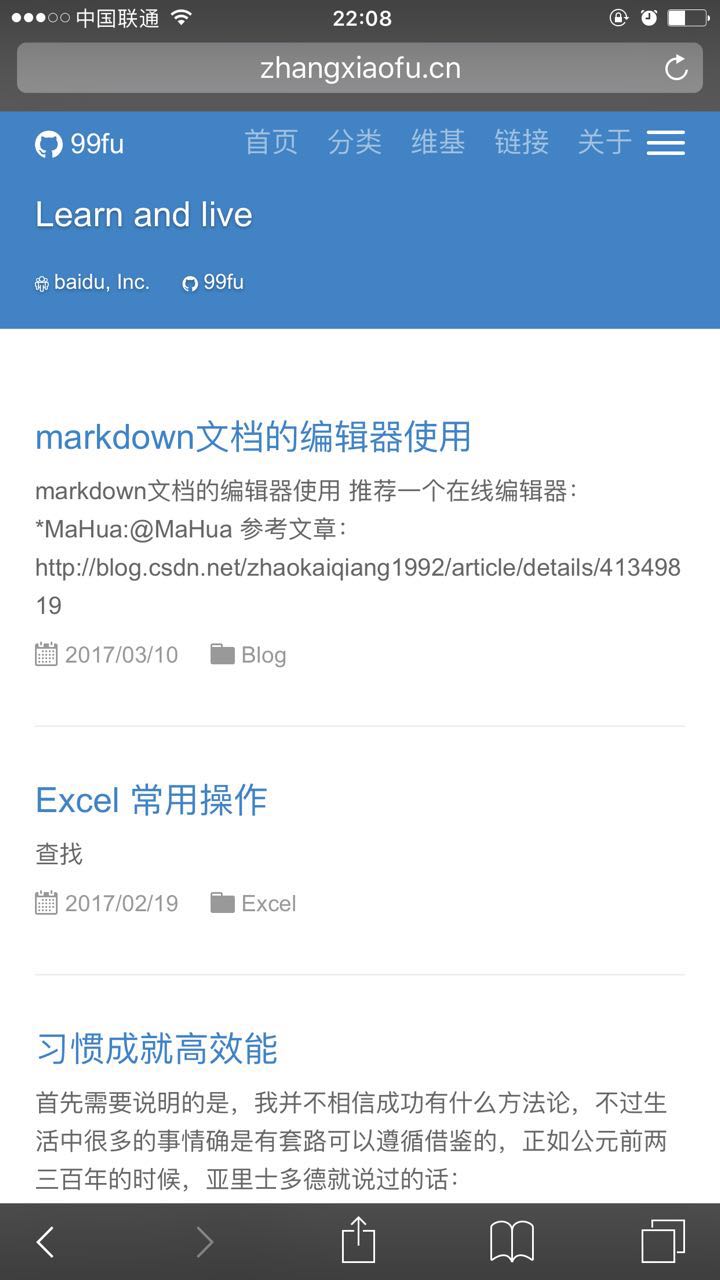 中国联通 22:08
zhangxiaofu.cn
99fu 首页 分类 维基 链接 关于
Learn and live
baidu, Inc. 99fu
markdown文档的编辑器使用
markdown文档的编辑器使用 推荐一个在线编辑器：
*MaHua:@MaHua 参考文章：
http://blog.csdn.net/zhaokaiqiang1992/article/details/413498
19
2017/03/10 Blog
Excel 常用操作
查找
2017/02/19 Excel
习惯成就高效能
首先需要说明的是，我并不相信成功有什么方法论，不过生
活中很多的事情确是有套路可以遵循借鉴的，正如公元前两
三百年的时候，亚里士多德就说过的话：